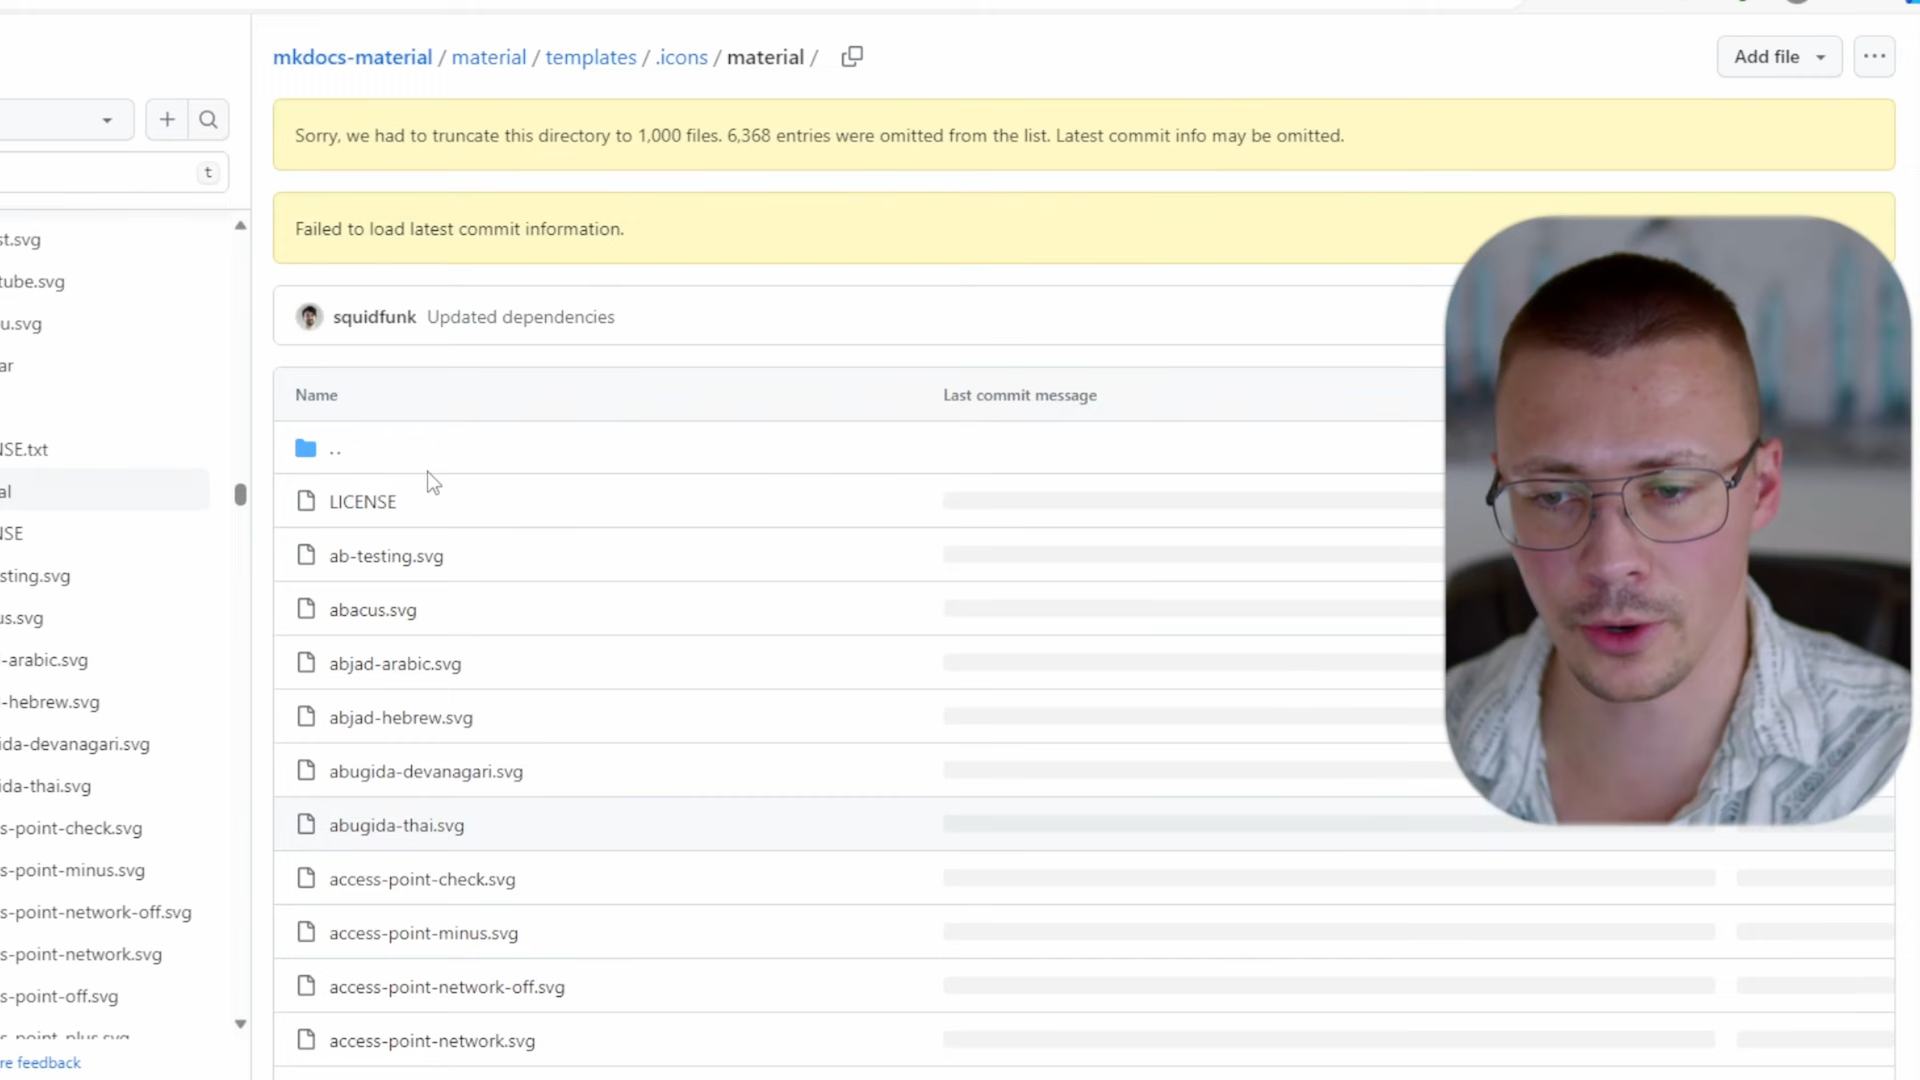 mkdocs-material / material / templates / .icons / material /
Add file
Sorry, we had to truncate this directory to 1,000 files. 6,368 entries were omitted from the list. Latest commit info may be omitted.
Failed to load latest commit information.
squidfunk Updated dependencies
Name
Last commit message
..
LICENSE
ab-testing.svg
abacus.svg
abjad-arabic.svg
abjad-hebrew.svg
abugida-devanagari.svg
abugida-thai.svg
access-point-check.svg
access-point-minus.svg
access-point-network-off.svg
access-point-network.svg
t
st.svg
tube.svg
u.svg
ar
NSE.txt
al
NSE
sting.svg
us.svg
-arabic.svg
-hebrew.svg
ida-devanagari.svg
ida-thai.svg
s-point-check.svg
s-point-minus.svg
s-point-network-off.svg
s-point-network.svg
s-point-off.svg
s-point-plus.svg
re feedback